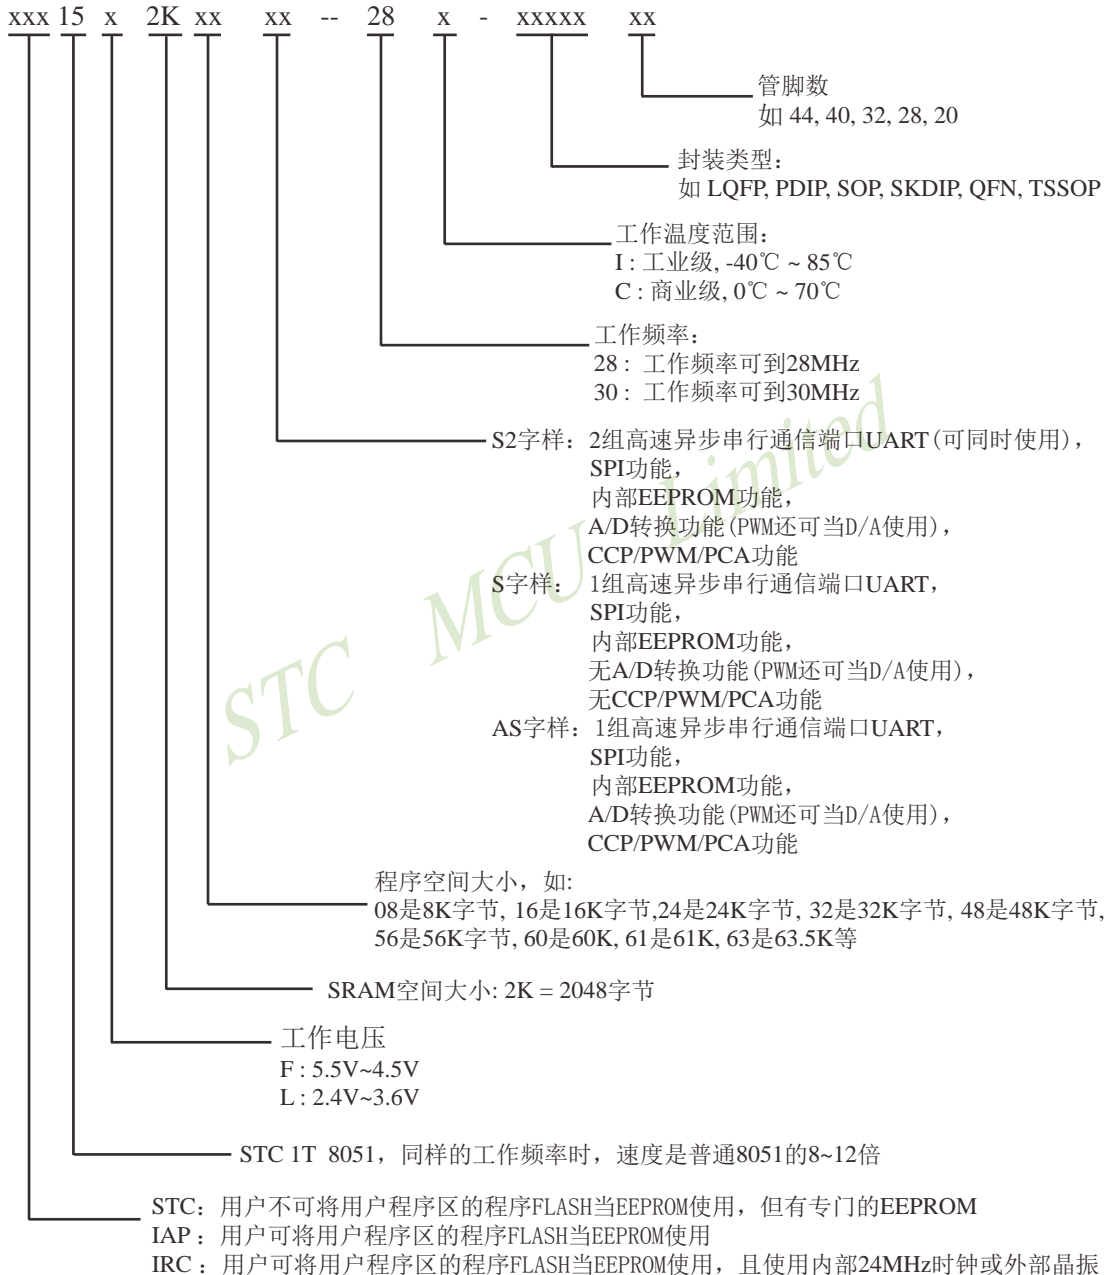 xxx 15 x 2K xx xx -- 28 x - xxxxx xx
管脚数
如 44, 40, 32, 28, 20
封装类型：
如 LQFP, PDIP, SOP, SKDIP, QFN, TSSOP
工作温度范围：
I : 工业级, -40℃ ~ 85℃
C : 商业级, 0℃ ~ 70℃
工作频率：
28 : 工作频率可到28MHz
30 : 工作频率可到30MHz
S2字样：2组高速异步串行通信端口UART(可同时使用)，
SPI功能，
内部EEPROM功能，
A/D转换功能(PWM还可当D/A使用)，
CCP/PWM/PCA功能
S字样： 1组高速异步串行通信端口UART，
SPI功能，
内部EEPROM功能，
无A/D转换功能(PWM还可当D/A使用)，
无CCP/PWM/PCA功能
AS字样：1组高速异步串行通信端口UART，
SPI功能，
内部EEPROM功能，
A/D转换功能(PWM还可当D/A使用)，
CCP/PWM/PCA功能
STC MCU Limited
程序空间大小，如:
08是8K字节, 16是16K字节,24是24K字节, 32是32K字节, 48是48K字节,
56是56K字节, 60是60K, 61是61K, 63是63.5K等
SRAM空间大小: 2K = 2048字节
工作电压
F : 5.5V~4.5V
L : 2.4V~3.6V
STC 1T 8051，同样的工作频率时，速度是普通8051的8~12倍
STC：用户不可将用户程序区的程序FLASH当EEPROM使用，但有专门的EEPROM
IAP：用户可将用户程序区的程序FLASH当EEPROM使用
IRC：用户可将用户程序区的程序FLASH当EEPROM使用，且使用内部24MHz时钟或外部晶振